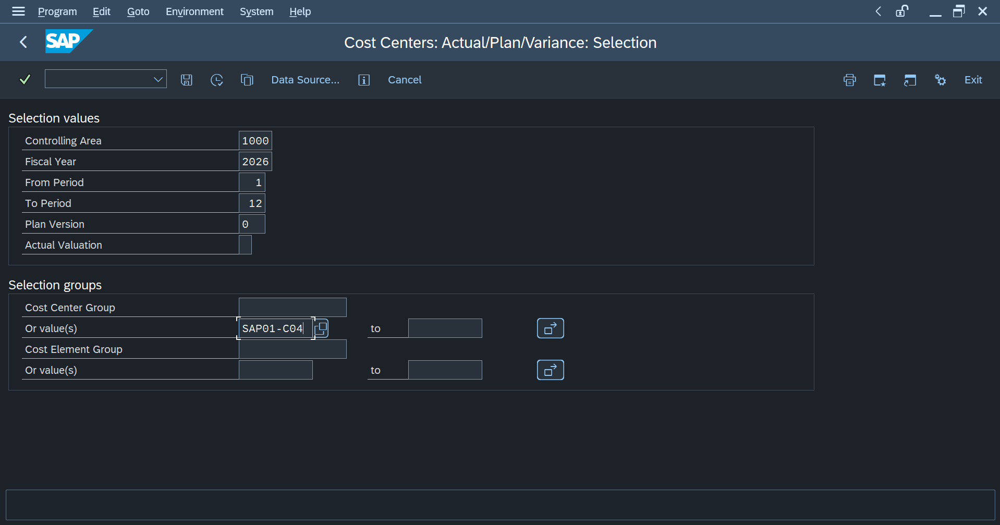 Program Edit Goto Environment System Help
SAP Cost Centers: Actual/Plan/Variance: Selection
Data Source... Cancel Exit
Selection values
Controlling Area 1000
Fiscal Year 2026
From Period 1
To Period 12
Plan Version 0
Actual Valuation
Selection groups
Cost Center Group
Or value(s) SAP01-C04 to
Cost Element Group
Or value(s) to